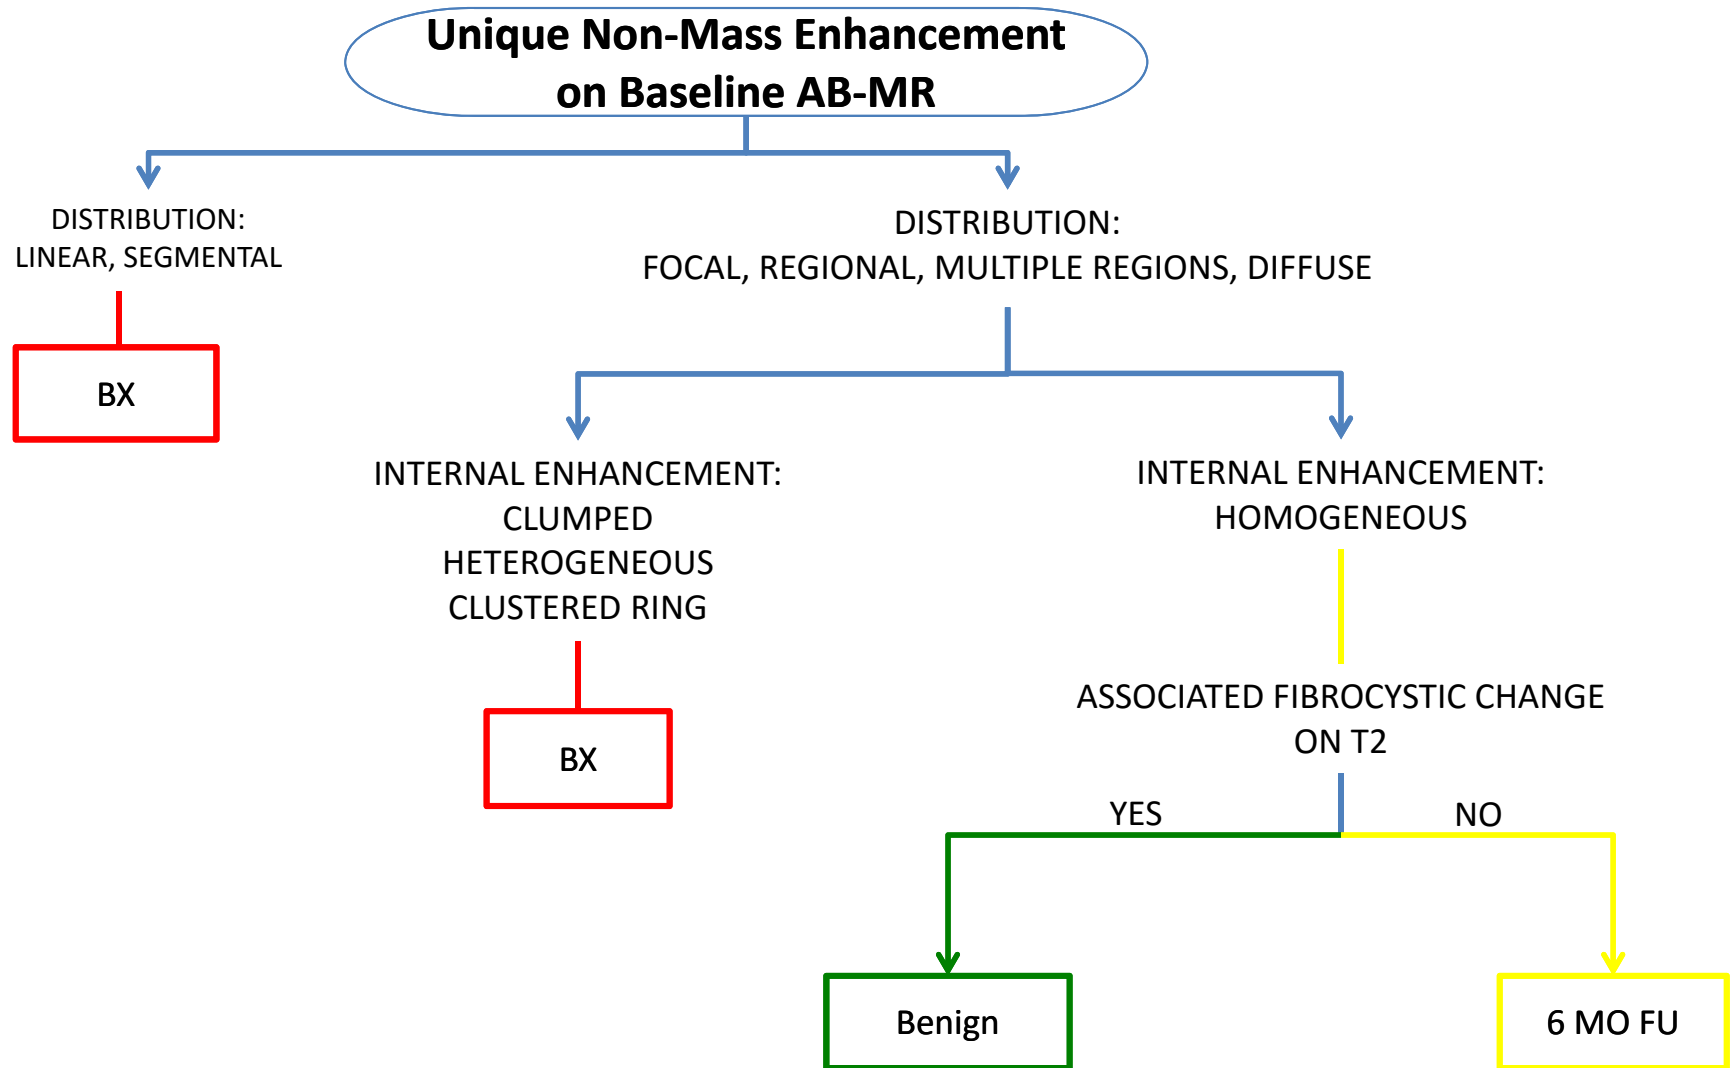 Unique Non-Mass Enhancement
on Baseline AB-MR
DISTRIBUTION:
LINEAR, SEGMENTAL
BX
DISTRIBUTION:
FOCAL, REGIONAL, MULTIPLE REGIONS, DIFFUSE
INTERNAL ENHANCEMENT:
CLUMPED
HETEROGENEOUS
CLUSTERED RING
BX
INTERNAL ENHANCEMENT:
HOMOGENEOUS
ASSOCIATED FIBROCYSTIC CHANGE
ON T2
YES
NO
Benign
6 MO FU